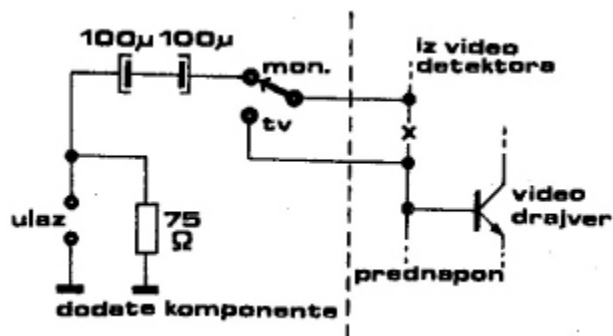 100µ 100µ
mon.
tv
iz video
detektora
x
ulaz
75
Ω
video
drajver
prednapon
dodate komponente